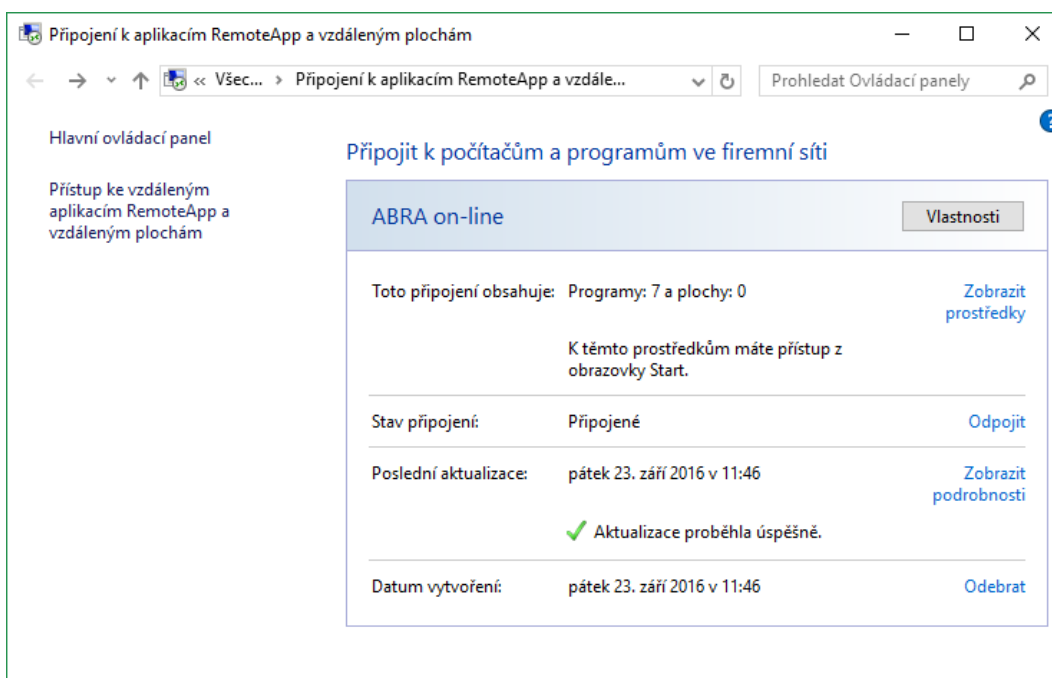 Připojení k aplikacím RemoteApp a vzdáleným plochám
« Všec... › Připojení k aplikacím RemoteApp a vzdále...
Prohledat Ovládací panely
?
Hlavní ovládací panel
Přístup ke vzdáleným
aplikacím RemoteApp a
vzdáleným plochám
Připojit k počítačům a programům ve firemní síti
ABRA on-line
Vlastnosti
Toto připojení obsahuje: Programy: 7 a plochy: 0
Zobrazit
prostředky
K těmto prostředkům máte přístup z
obrazovky Start.
Stav připojení: Připojené Odpojit
Poslední aktualizace: pátek 23. září 2016 v 11:46
Zobrazit
podrobnosti
Aktualizace proběhla úspěšně.
Datum vytvoření: pátek 23. září 2016 v 11:46 Odebrat